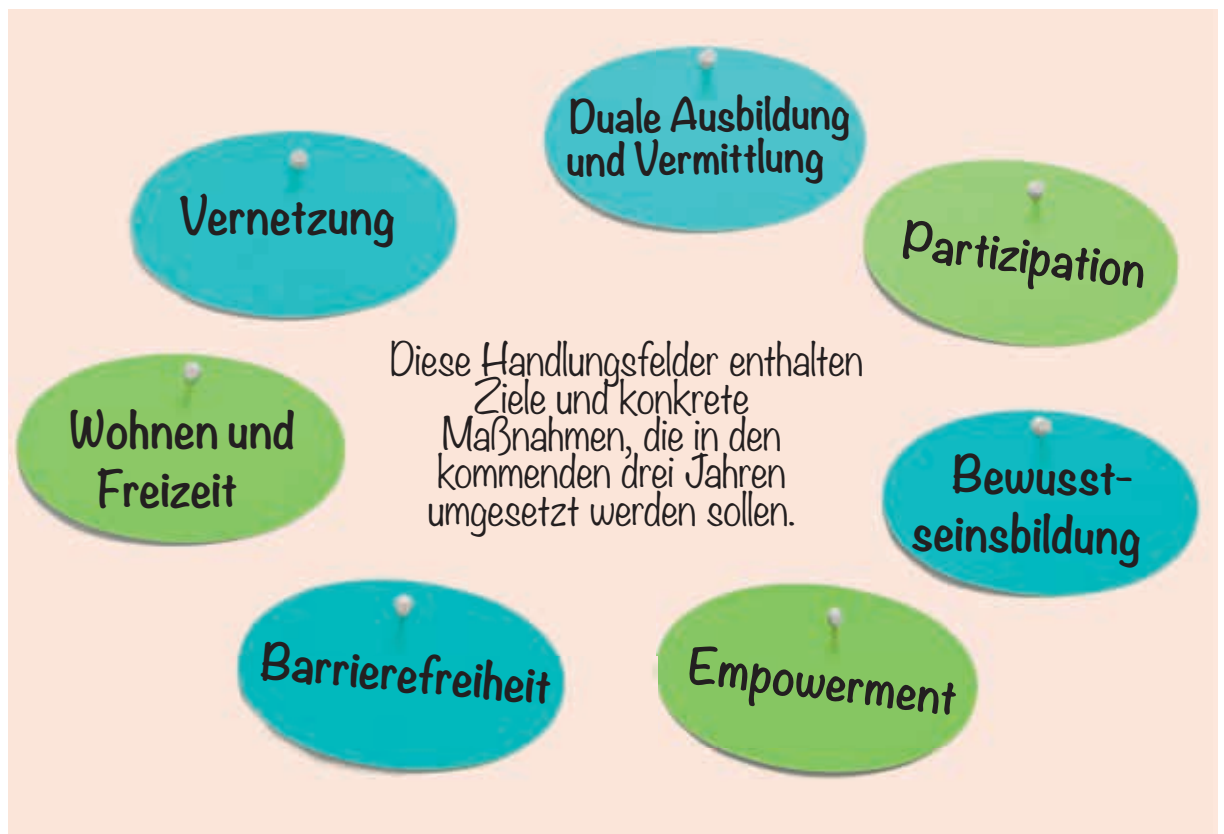 Duale Ausbildung
und Vermittlung
Vernetzung
Partizipation
Diese Handlungsfelder enthalten
Ziele und konkrete
Maßnahmen, die in den
kommenden drei Jahren
umgesetzt werden sollen.
Wohnen und
Freizeit
Bewusst-
seinsbildung
Barrierefreiheit
Empowerment